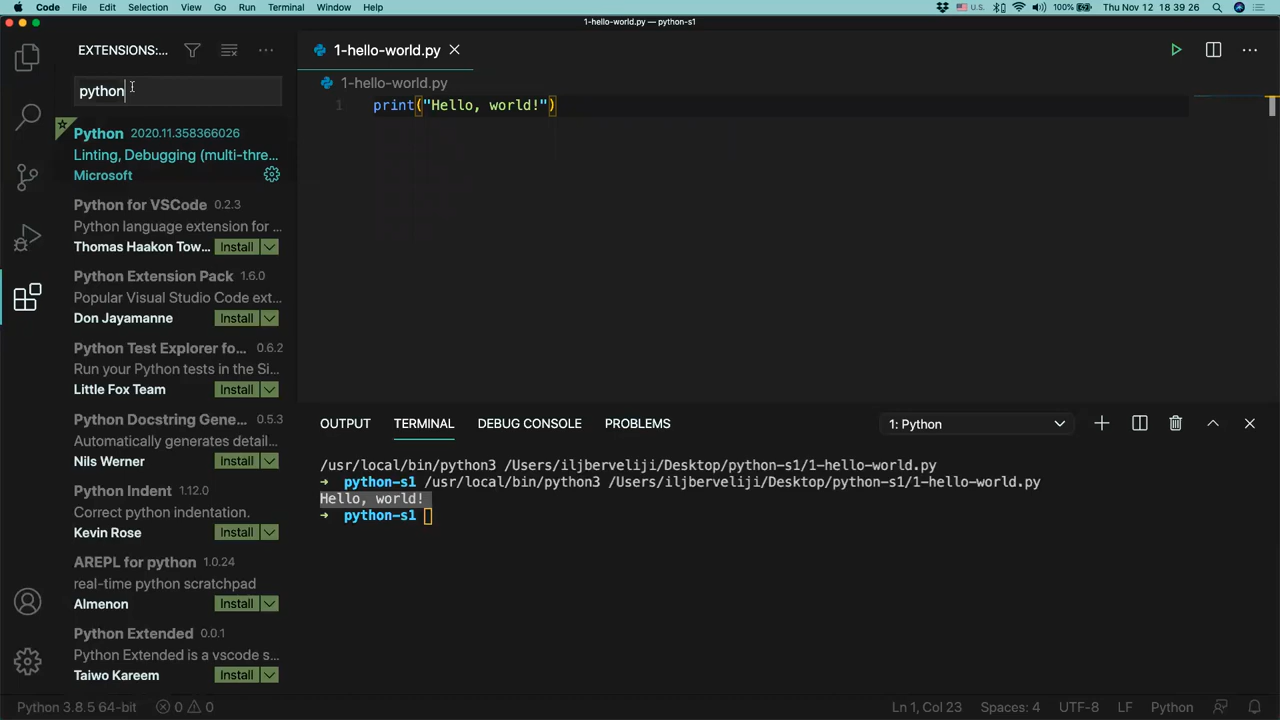 Code File Edit Selection View Go Run Terminal Window Help U.S. 100% Thu Nov 12 18:39:26
1-hello-world.py — python-s1
EXTENSIONS:...
1-hello-world.py
python
1-hello-world.py
1 print("Hello, world!")
Python 2020.11.358366026
Linting, Debugging (multi-thre...
Microsoft
Python for VSCode 0.2.3
Python language extension for ...
Thomas Haakon Tow... Install
Python Extension Pack 1.6.0
Popular Visual Studio Code ext...
Don Jayamanne Install
Python Test Explorer fo... 0.6.2
Run your Python tests in the Si...
Little Fox Team Install
Python Docstring Gene... 0.5.3
Automatically generates detail...
Nils Werner Install
Python Indent 1.12.0
Correct python indentation.
Kevin Rose Install
AREPL for python 1.0.24
real-time python scratchpad
Almenon Install
Python Extended 0.0.1
Python Extended is a vscode s...
Taiwo Kareem Install
OUTPUT TERMINAL DEBUG CONSOLE PROBLEMS 1: Python
/usr/local/bin/python3 /Users/iljberveliji/Desktop/python-s1/1-hello-world.py
→ python-s1 /usr/local/bin/python3 /Users/iljberveliji/Desktop/python-s1/1-hello-world.py
Hello, world!
→ python-s1
Python 3.8.5 64-bit 0 0 Ln 1, Col 23 Spaces: 4 UTF-8 LF Python